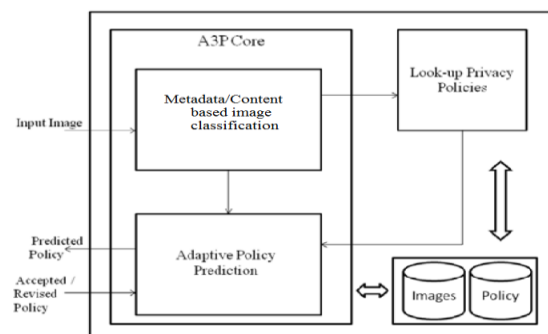 A3P Core
Metadata/Content
based image
classification
Look-up Privacy
Policies
Input Image
Predicted
Policy
Adaptive Policy
Prediction
Accepted /
Revised
Policy
Images
Policy